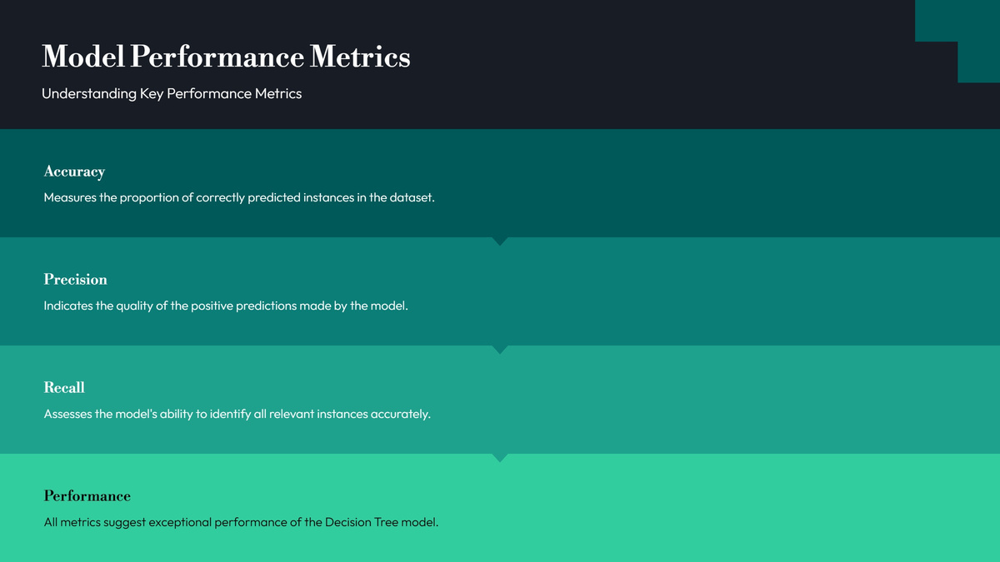 Model Performance Metrics
Understanding Key Performance Metrics
Accuracy
Measures the proportion of correctly predicted instances in the dataset.
Precision
Indicates the quality of the positive predictions made by the model.
Recall
Assesses the model's ability to identify all relevant instances accurately.
Performance
All metrics suggest exceptional performance of the Decision Tree model.